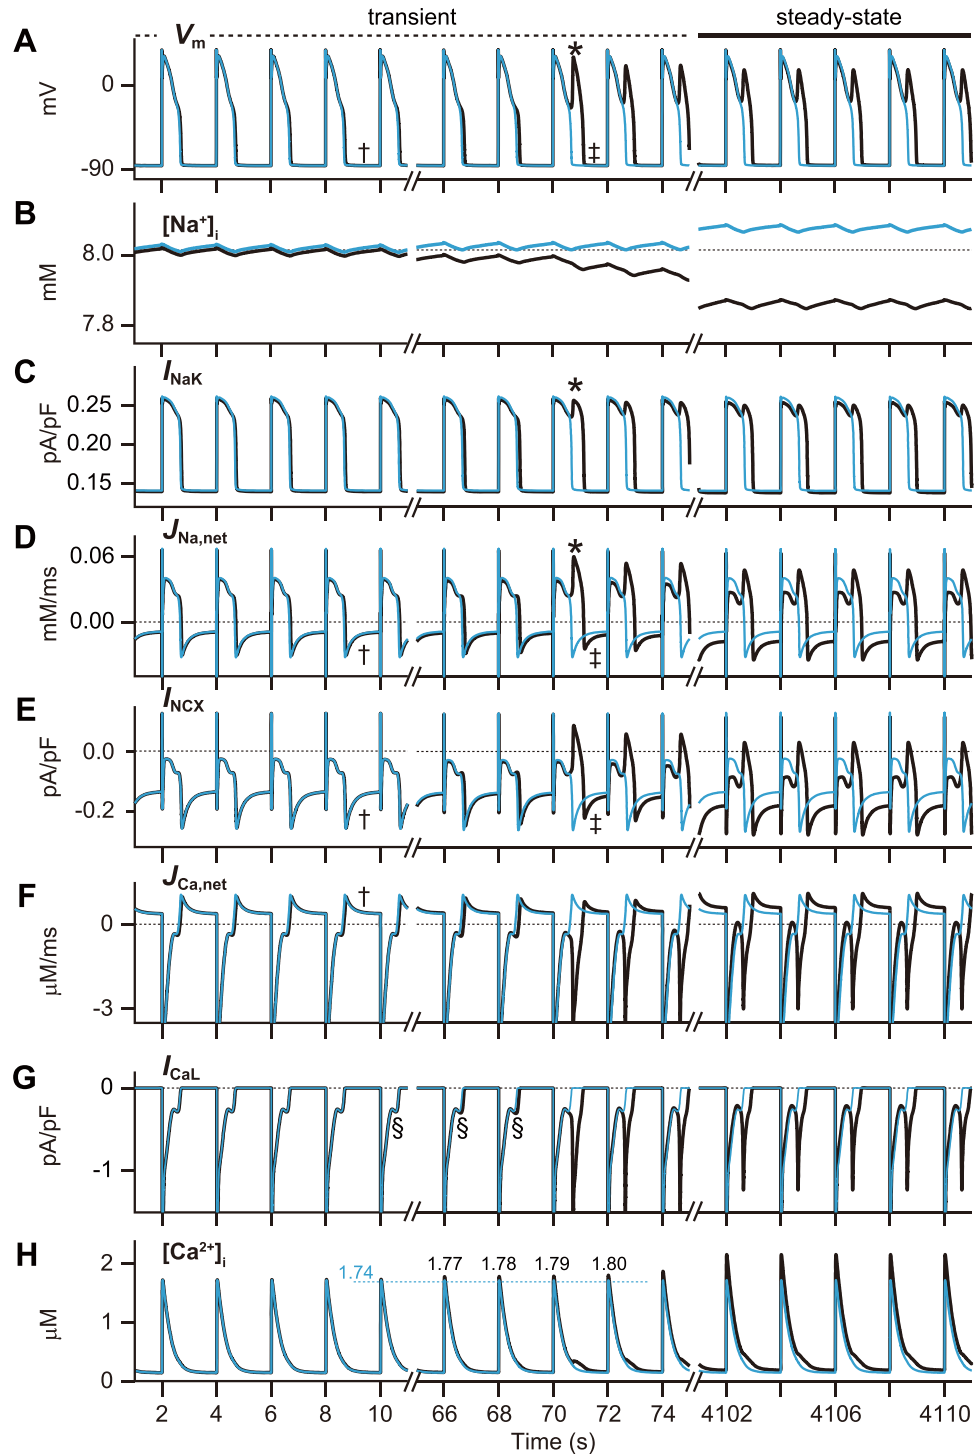 transient
steady-state
A
Vm
*
0
mV
†
‡
-90
B
[Na+]i
8.0
mM
7.8
C
INaK
*
0.25
pA/pF
0.20
0.15
D
JNa,net
*
0.06
mM/ms
0.00
†
‡
E
INCX
0.0
pA/pF
-0.2
†
‡
F
JCa,net
†
0
μM/ms
-3
G
ICaL
0
pA/pF
§ § §
-1
H
[Ca2+]i
2
1.74 1.77 1.78 1.79 1.80
μM
1
0
2 4 6 8 10 66 68 70 72 74 4102 4106 4110
Time (s)